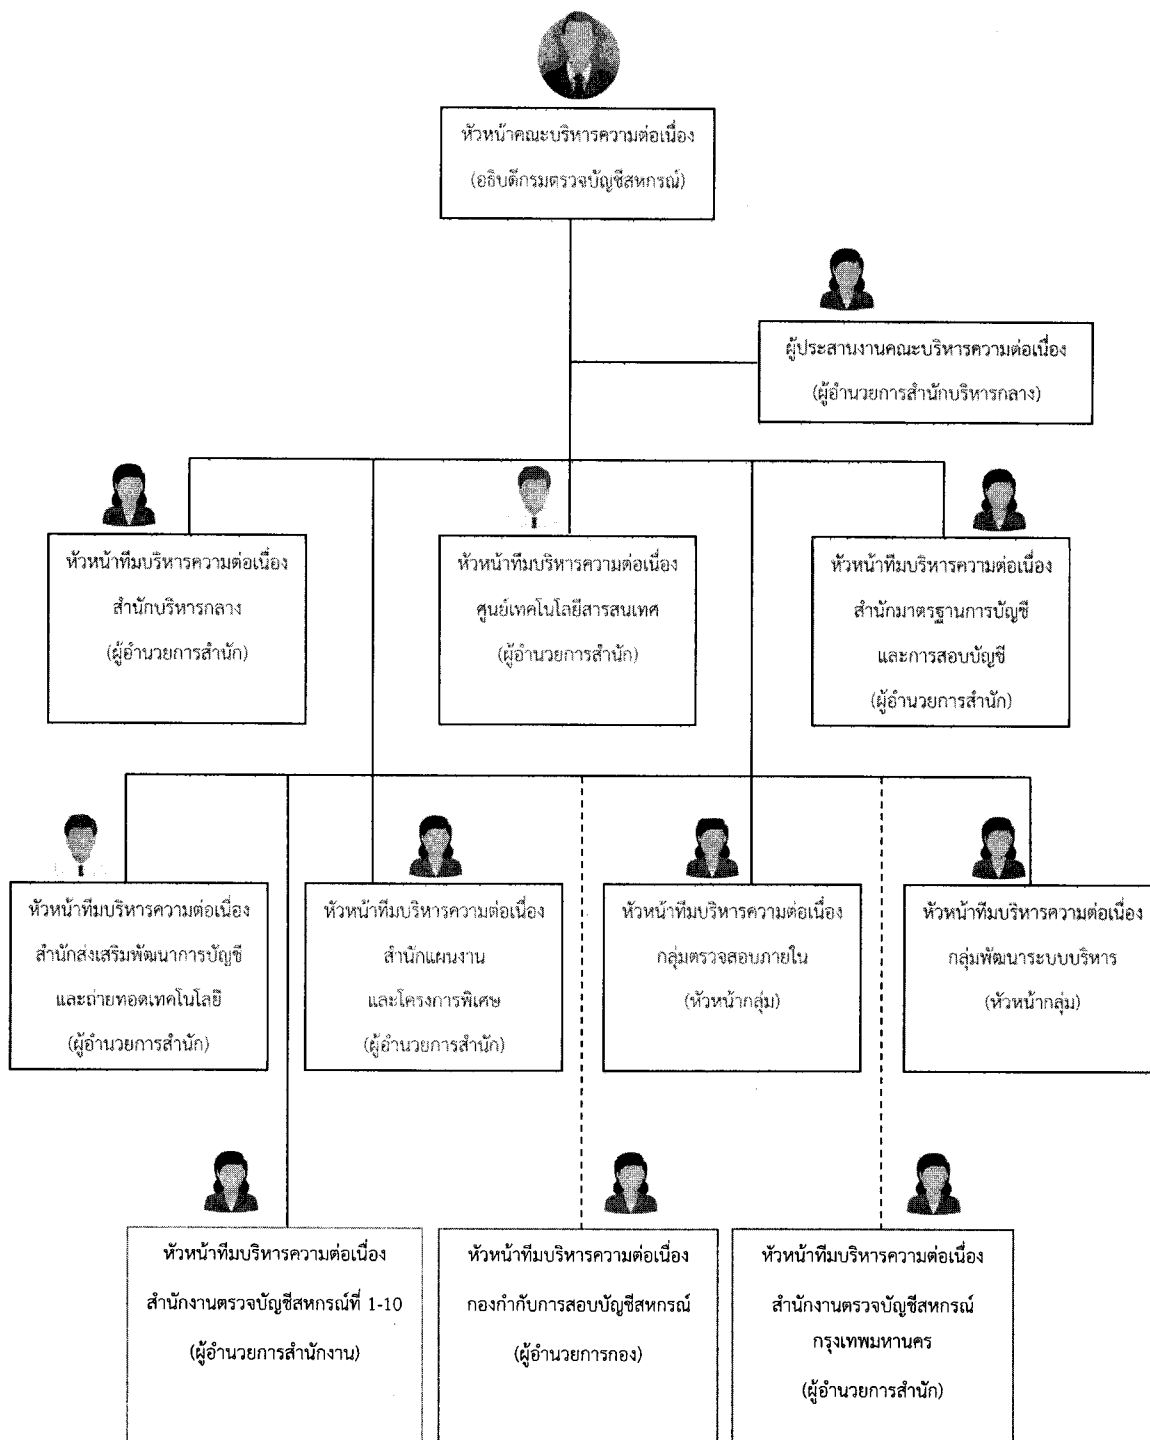 หัวหน้าคณะบริหารความต่อเนื่อง
(อธิบดีกรมตรวจบัญชีสหกรณ์)
ผู้ประสานงานคณะบริหารความต่อเนื่อง
(ผู้อำนวยการสำนักบริหารกลาง)
หัวหน้าทีมบริหารความต่อเนื่อง
สำนักบริหารกลาง
(ผู้อำนวยการสำนัก)
หัวหน้าทีมบริหารความต่อเนื่อง
ศูนย์เทคโนโลยีสารสนเทศ
(ผู้อำนวยการสำนัก)
หัวหน้าทีมบริหารความต่อเนื่อง
สำนักมาตรฐานการบัญชี
และการสอบบัญชี
(ผู้อำนวยการสำนัก)
หัวหน้าทีมบริหารความต่อเนื่อง
สำนักส่งเสริมพัฒนาการบัญชี
และถ่ายทอดเทคโนโลยี
(ผู้อำนวยการสำนัก)
หัวหน้าทีมบริหารความต่อเนื่อง
สำนักแผนงาน
และโครงการพิเศษ
(ผู้อำนวยการสำนัก)
หัวหน้าทีมบริหารความต่อเนื่อง
กลุ่มตรวจสอบภายใน
(หัวหน้ากลุ่ม)
หัวหน้าทีมบริหารความต่อเนื่อง
กลุ่มพัฒนาระบบบริหาร
(หัวหน้ากลุ่ม)
หัวหน้าทีมบริหารความต่อเนื่อง
สำนักงานตรวจบัญชีสหกรณ์ที่ 1-10
(ผู้อำนวยการสำนักงาน)
หัวหน้าทีมบริหารความต่อเนื่อง
กองกำกับการสอบบัญชีสหกรณ์
(ผู้อำนวยการกอง)
หัวหน้าทีมบริหารความต่อเนื่อง
สำนักงานตรวจบัญชีสหกรณ์
กรุงเทพมหานคร
(ผู้อำนวยการสำนัก)